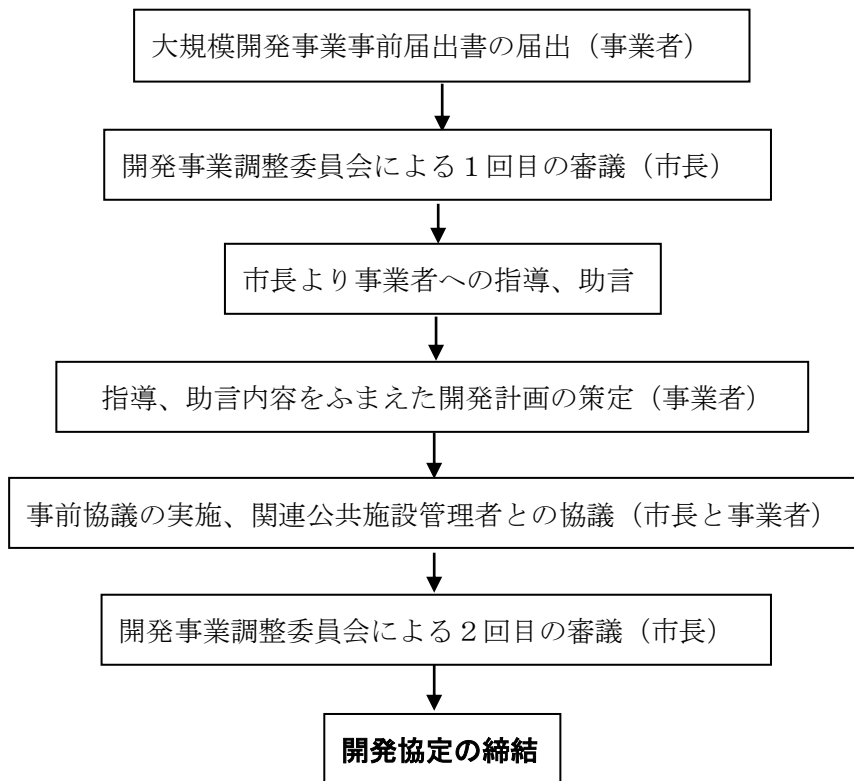 大規模開発事業事前届出書の届出（事業者）
開発事業調整委員会による１回目の審議（市長）
市長より事業者への指導、助言
指導、助言内容をふまえた開発計画の策定（事業者）
事前協議の実施、関連公共施設管理者との協議（市長と事業者）
開発事業調整委員会による２回目の審議（市長）
開発協定の締結